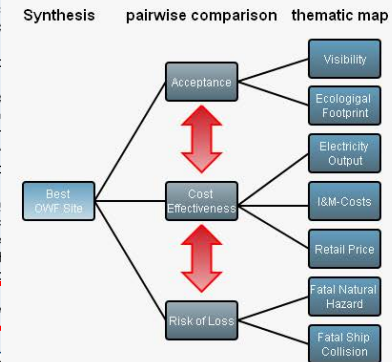 Synthesis pairwise comparison thematic map
Visibility
Acceptance
Ecologigal
Footprint
Electricity
Output
Best
OWF Site
Cost
Effectiveness
I&M-Costs
Retail Price
Fatal Natural
Hazard
Risk of Loss
Fatal Ship
Collision